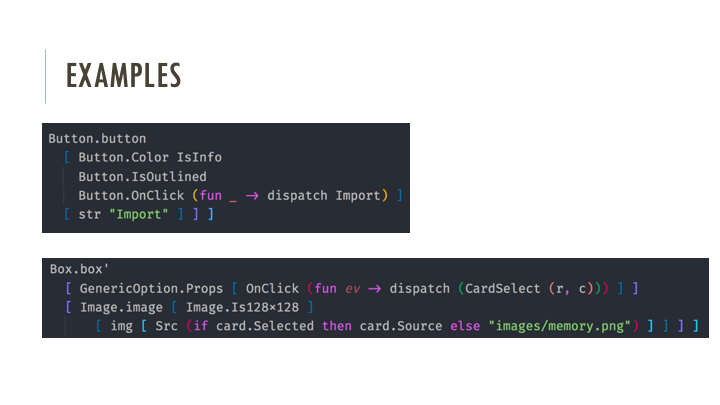 EXAMPLES
Button.button
[ Button.Color IsInfo
Button.IsOutlined
Button.OnClick (fun _ -> dispatch Import) ]
[ str "Import" ] ] ]
Box.box'
[ GenericOption.Props [ OnClick (fun ev -> dispatch (CardSelect (r, c))) ] ]
[ Image.image [ Image.Is128x128 ]
[ img [ Src (if card.Selected then card.Source else "images/memory.png") ] ] ] ]